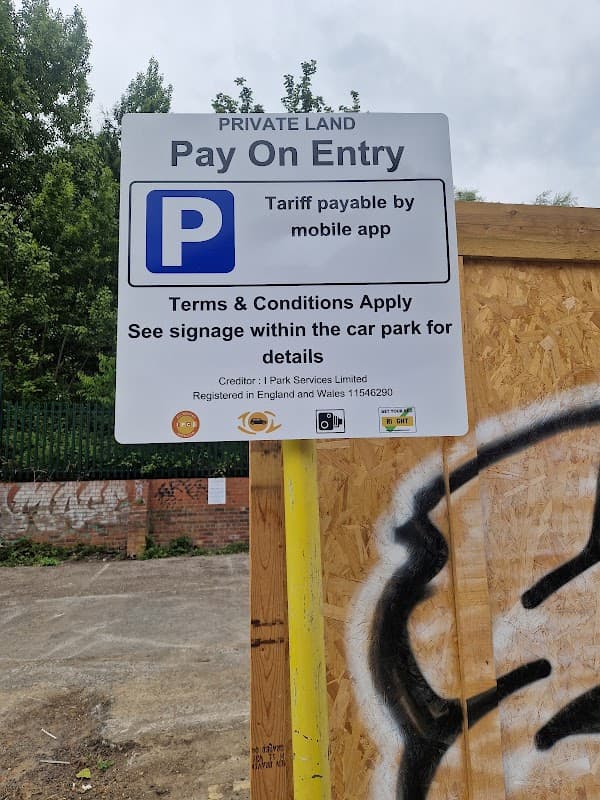 PRIVATE LAND
Pay On Entry
P
Tariff payable by
mobile app
Terms & Conditions Apply
See signage within the car park for
details
Creditor : I Park Services Limited
Registered in England and Wales 11546290